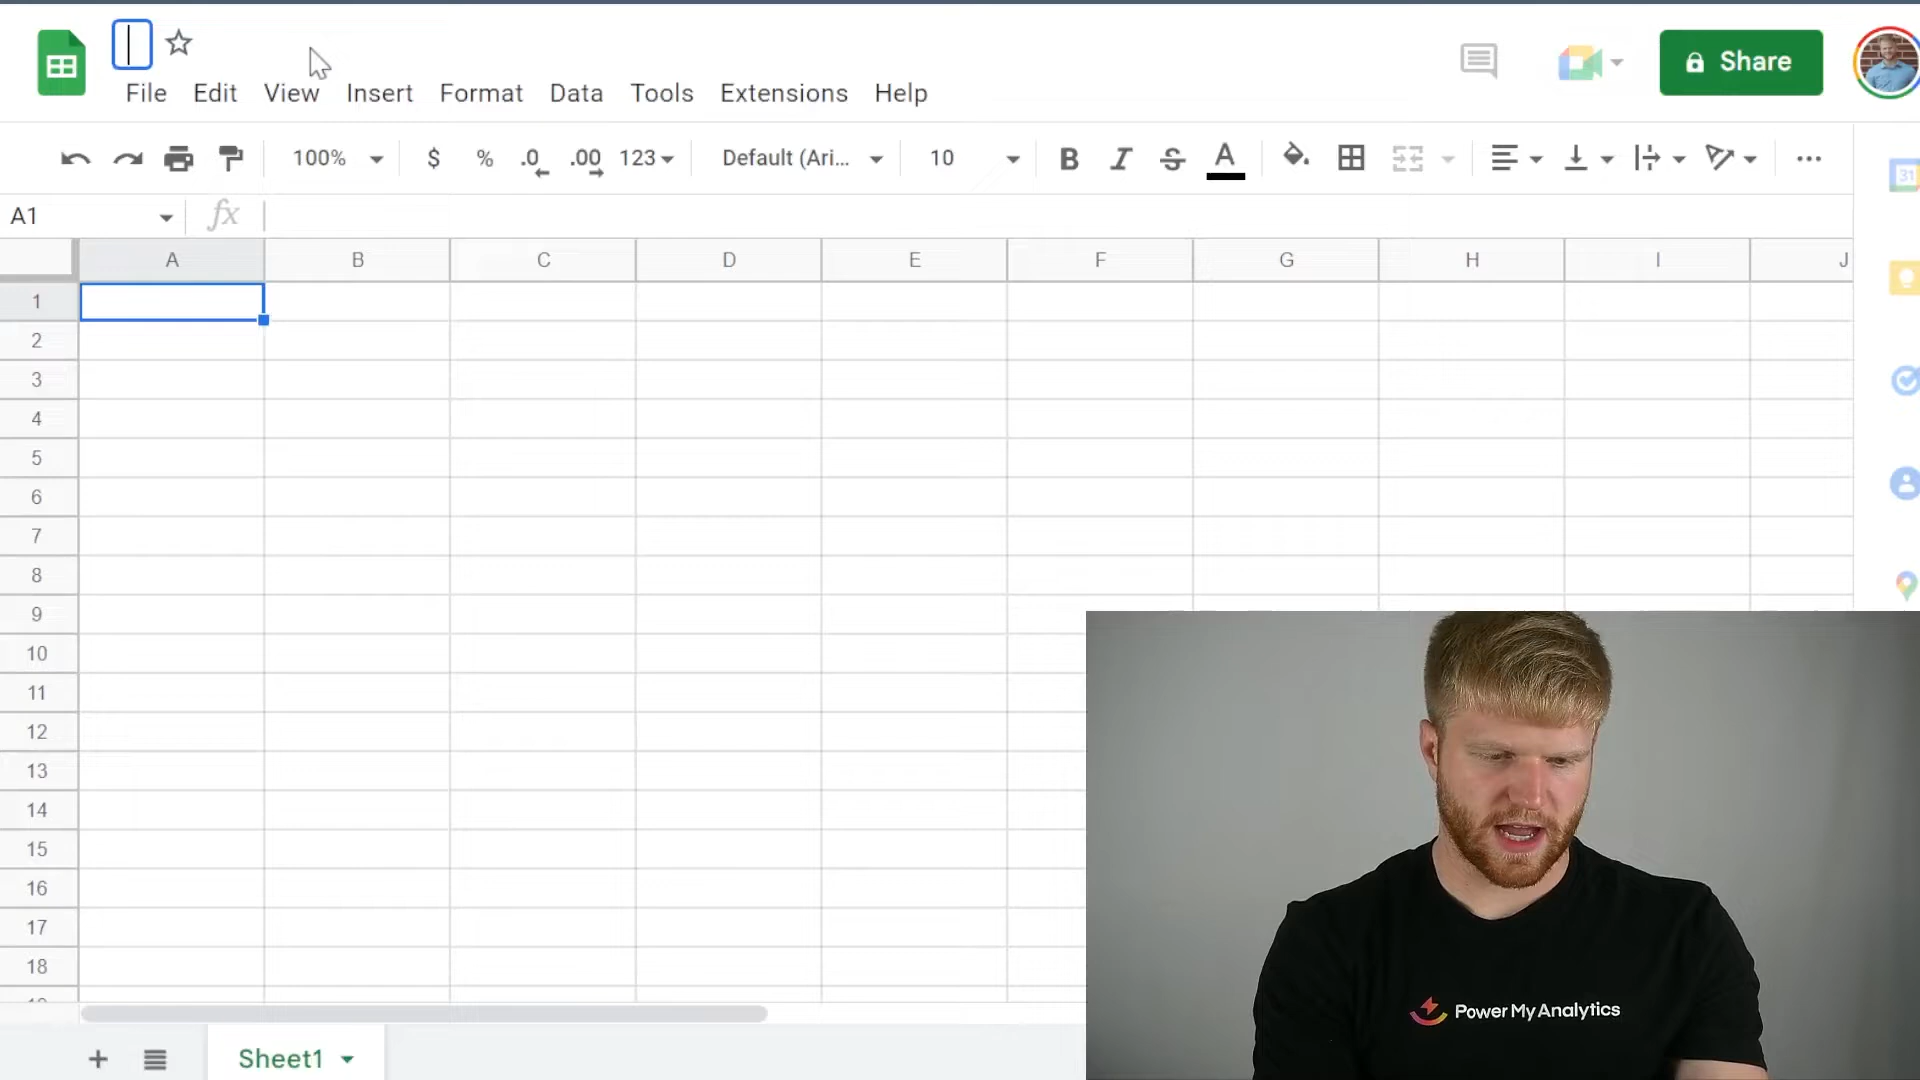 File Edit View Insert Format Data Tools Extensions Help
Share
100% $ % .0 .00 123 Default (Ari... 10 B I S A ...
31
A1 fx
A B C D E F G H I J
1
2
3
4
5
6
7
8
9
10
11
12
13
14
15
16
17
18
Power My Analytics
+ Sheet1